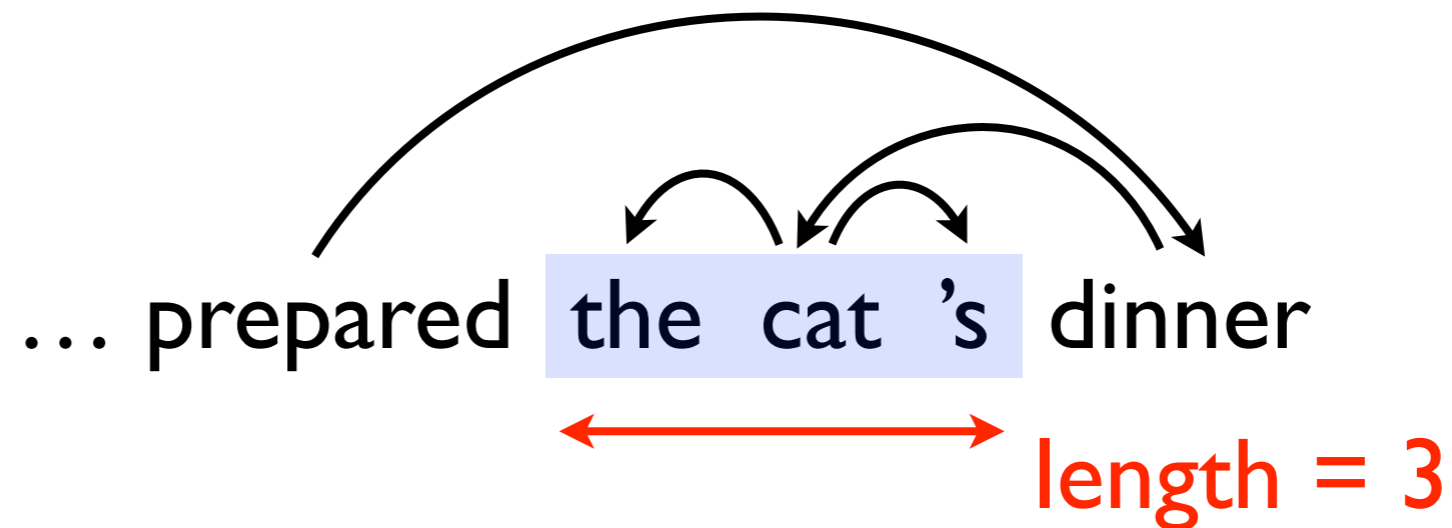 … prepared the cat ’s dinner
length = 3